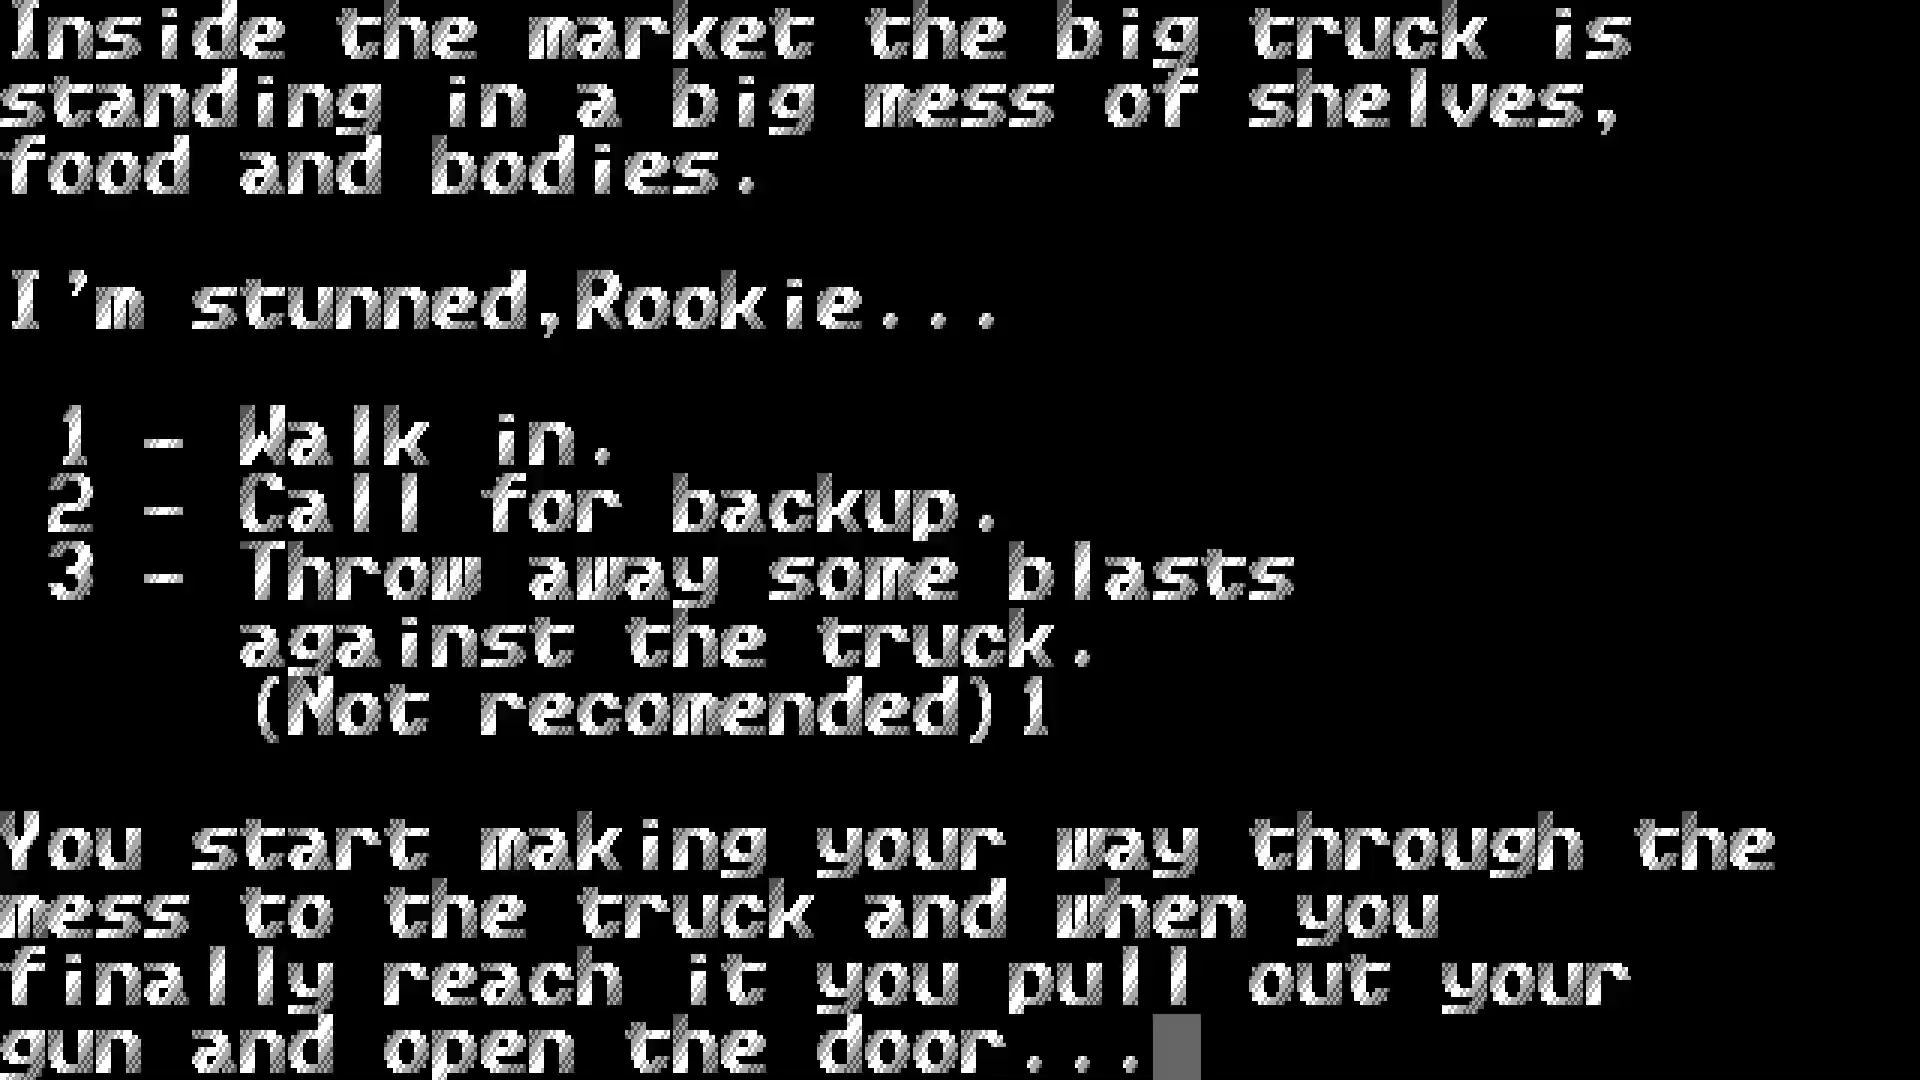 Inside the market the big truck is
standing in a big mess of shelves,
food and bodies.
I'm stunned,Rookie...
1 - Walk in.
2 - Call for backup.
3 - Throw away some blasts
against the truck.
(Not recomended)1
You start making your way through the
mess to the truck and when you
finally reach it you pull out your
gun and open the door...